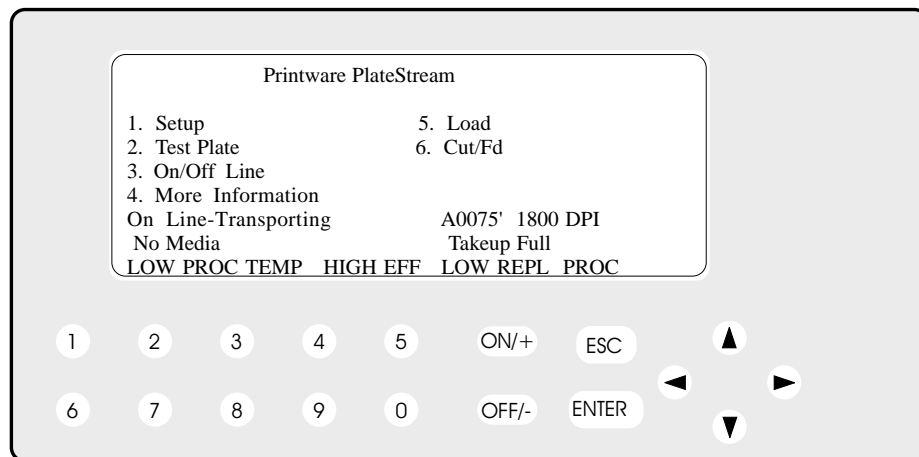 Printware PlateStream
1. Setup 5. Load
2. Test Plate 6. Cut/Fd
3. On/Off Line
4. More Information
On Line-Transporting A0075' 1800 DPI
No Media Takeup Full
LOW PROC TEMP HIGH EFF LOW REPL PROC
1 2 3 4 5 ON/+ ESC
6 7 8 9 0 OFF/- ENTER